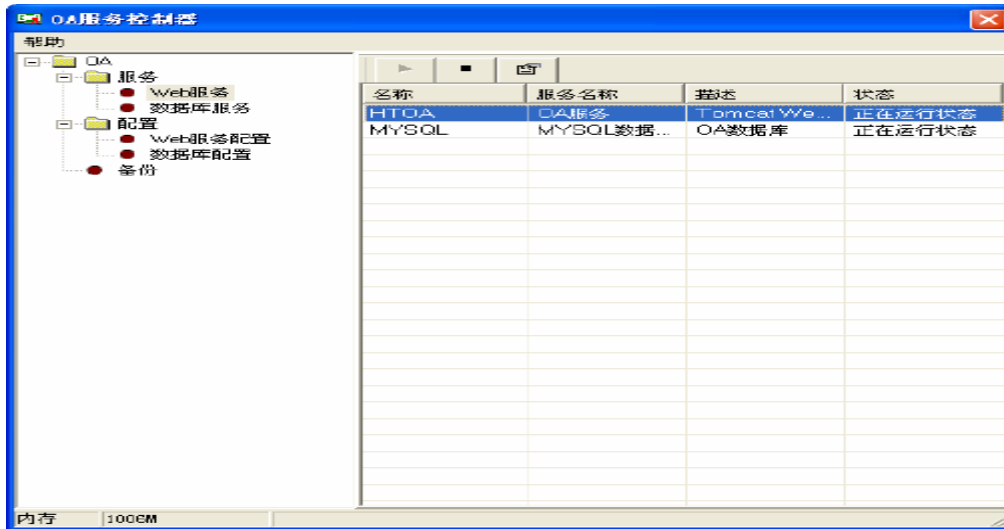 OA服务控制器
帮助
OA
服务
Web服务
数据库服务
配置
Web服务配置
数据库配置
备份
名称 服务名称 描述 状态
HTOA OA服务 Tomcat We... 正在运行状态
MYSQL MYSQL数据... OA数据库 正在运行状态
内存 1006M